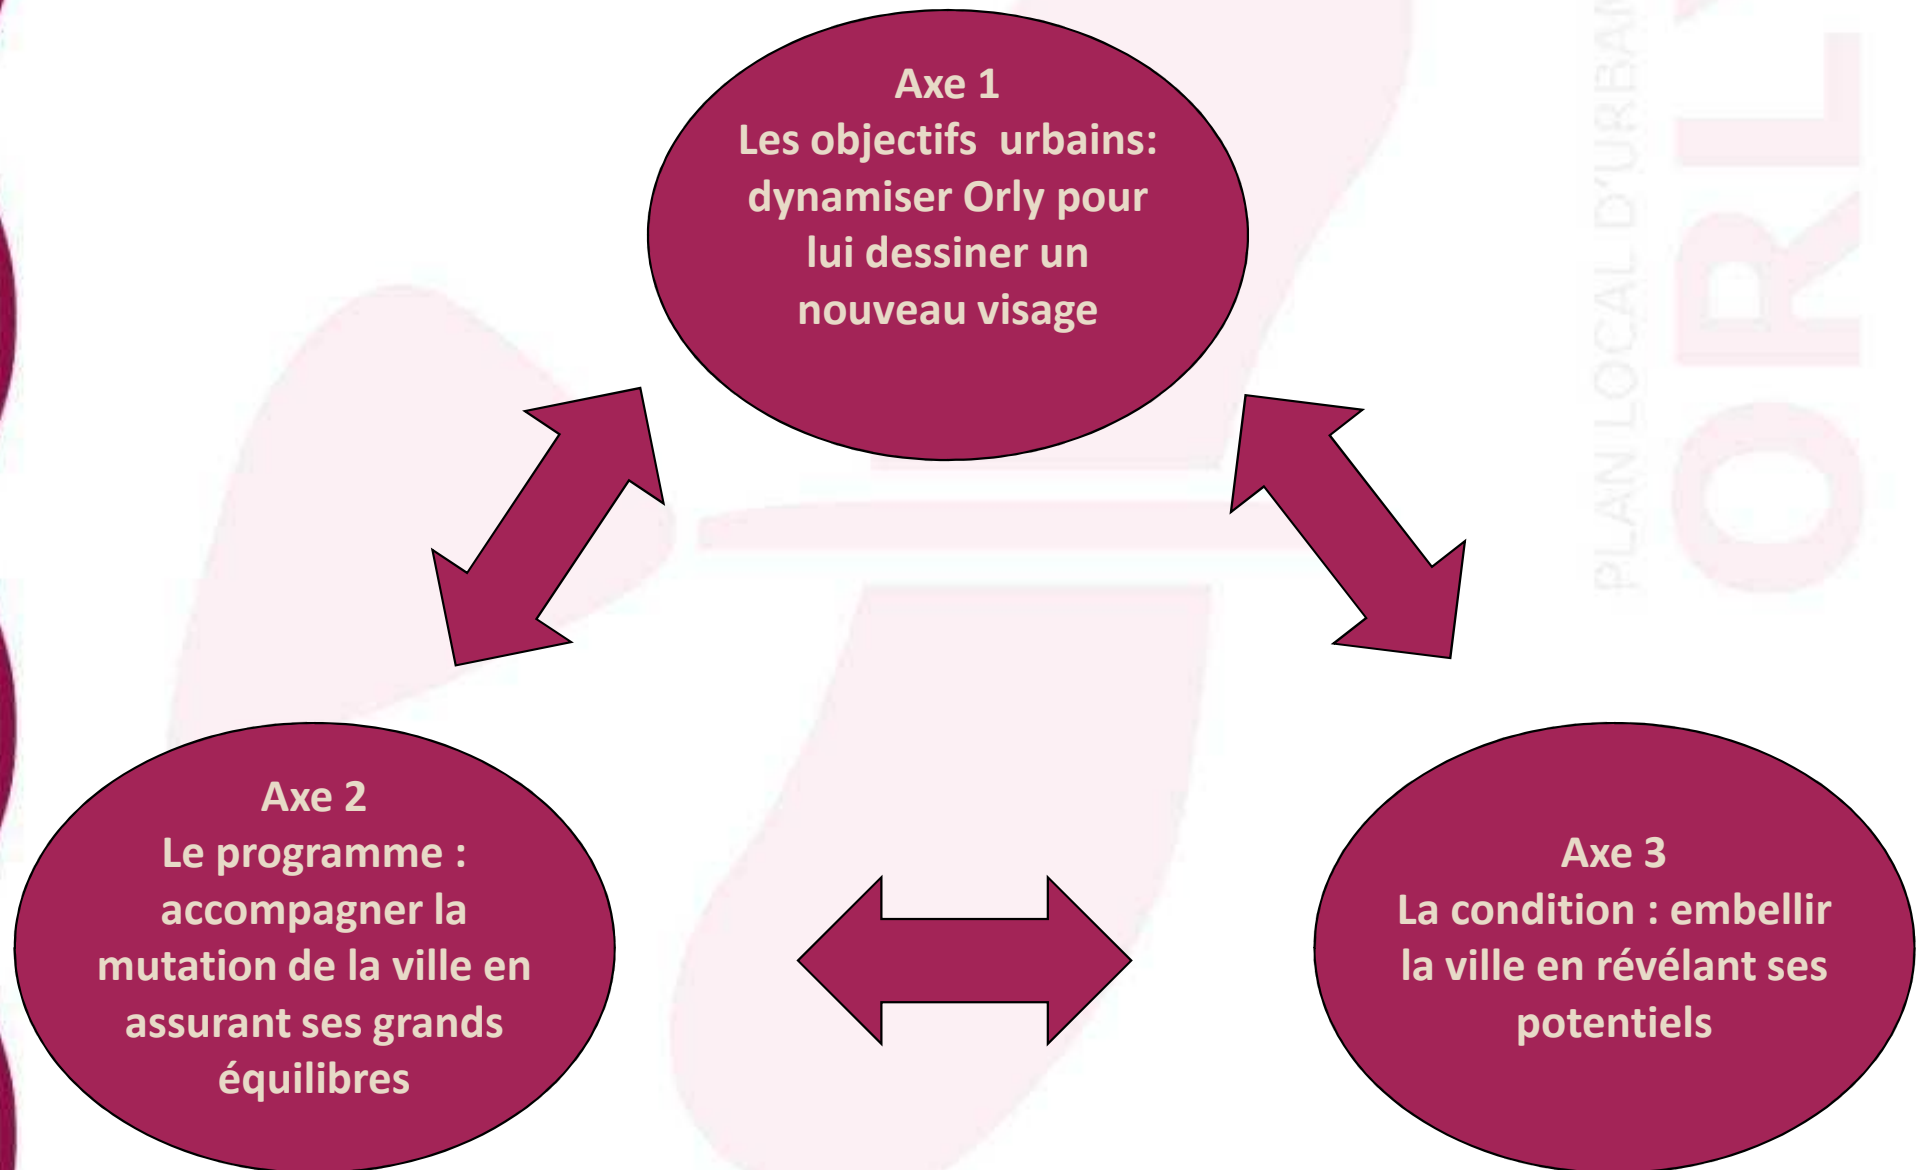 Axe 1
Les objectifs urbains:
dynamiser Orly pour
lui dessiner un
nouveau visage
Axe 2
Le programme :
accompagner la
mutation de la ville en
assurant ses grands
équilibres
Axe 3
La condition : embellir
la ville en révélant ses
potentiels
PLAN LOCAL D'URBAN
ORLY